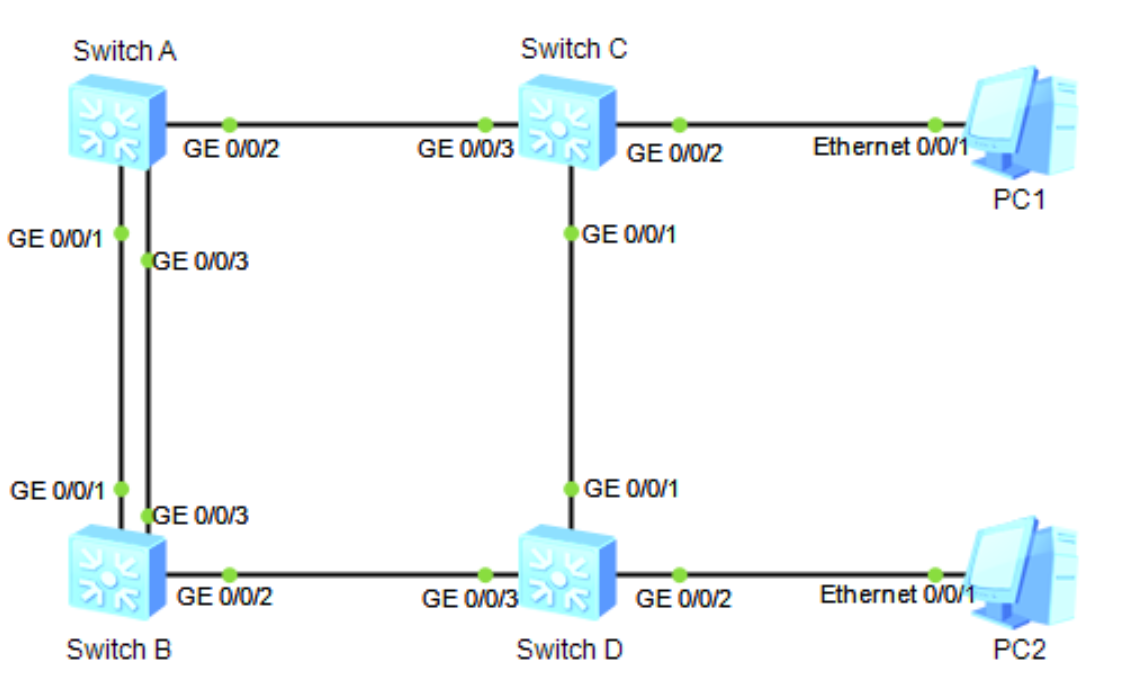 Switch A
Switch C
GE 0/0/2
GE 0/0/3
GE 0/0/2
Ethernet 0/0/1
PC1
GE 0/0/1
GE 0/0/3
GE 0/0/1
GE 0/0/1
GE 0/0/3
GE 0/0/1
GE 0/0/2
GE 0/0/3
GE 0/0/2
Ethernet 0/0/1
Switch B
Switch D
PC2